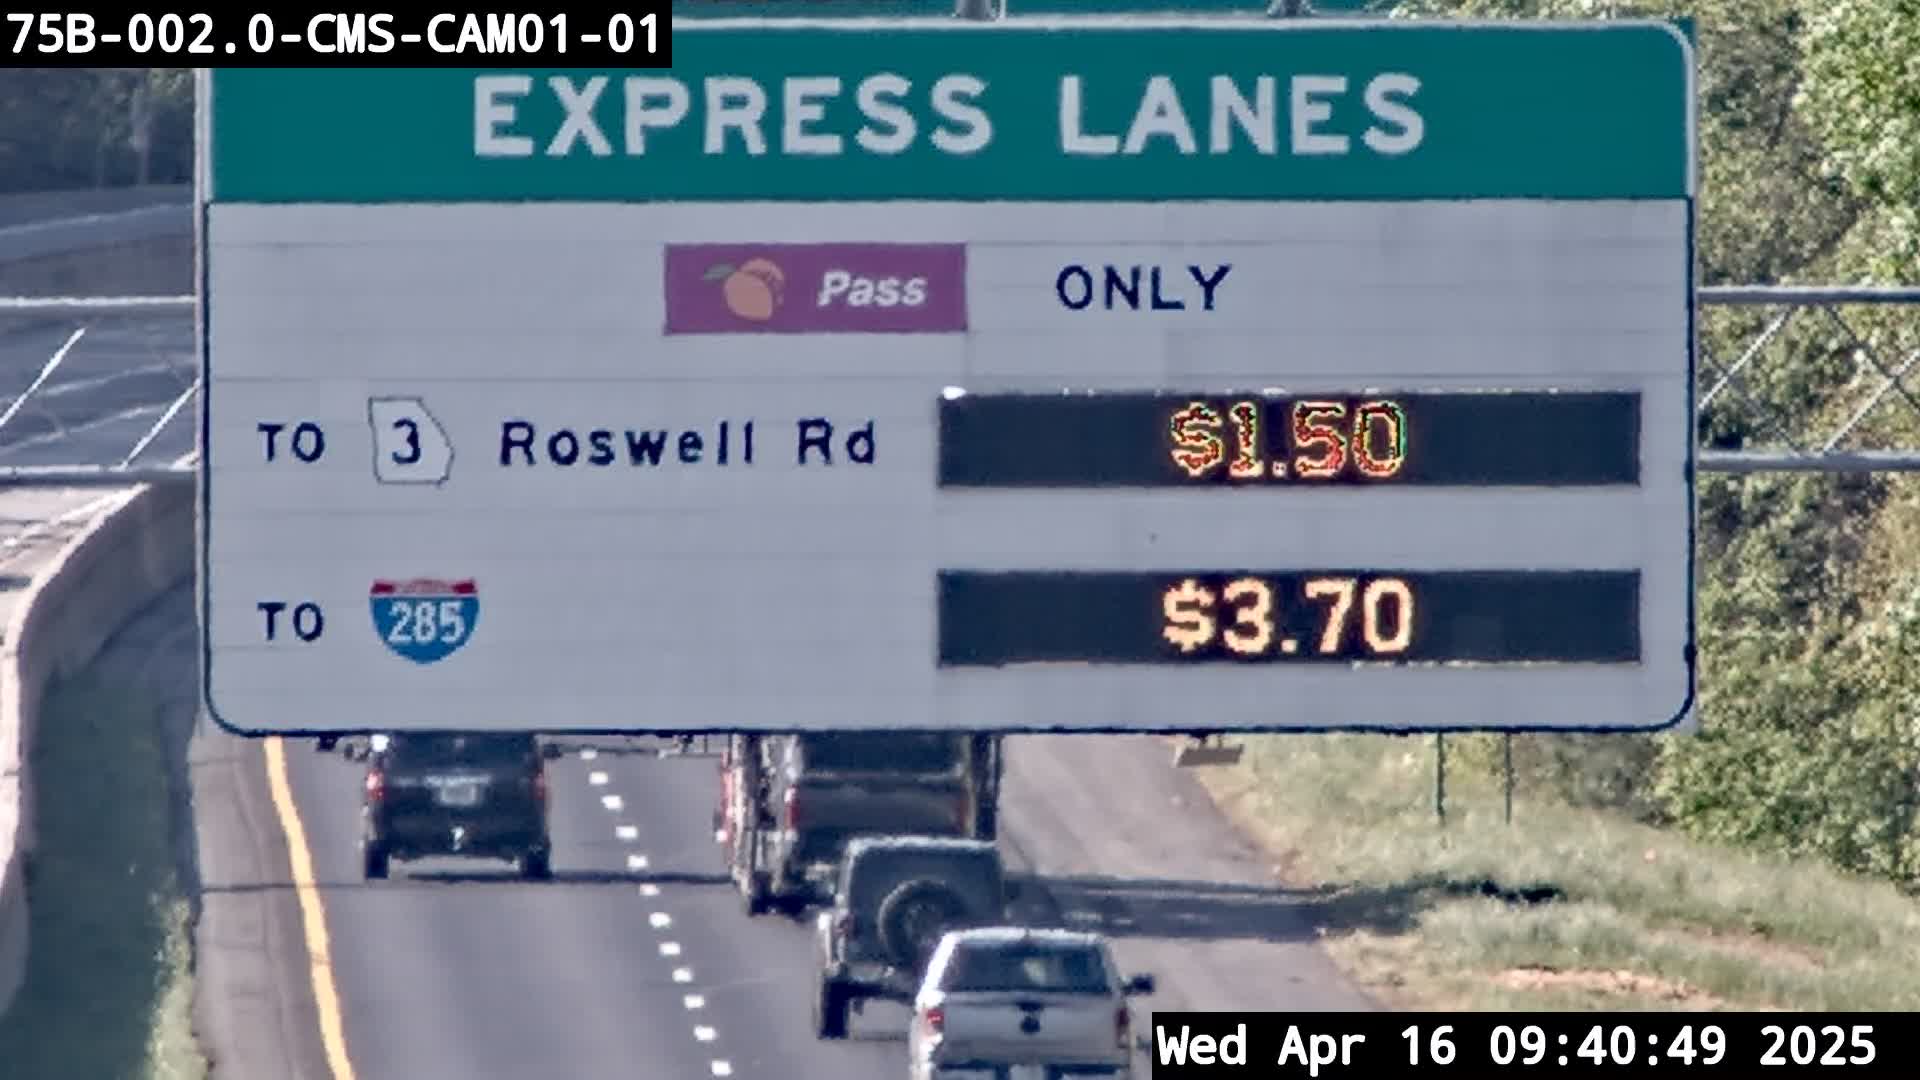 75B-002.0-CMS-CAM01-01
EXPRESS LANES
Pass ONLY
TO 3 Roswell Rd $1.50
TO 285 $3.70
Wed Apr 16 09:40:49 2025